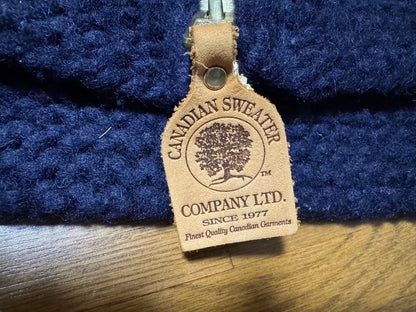 CANADIAN SWEATER
TM
COMPANY LTD.
SINCE 1977
Finest Quality Canadian Garments